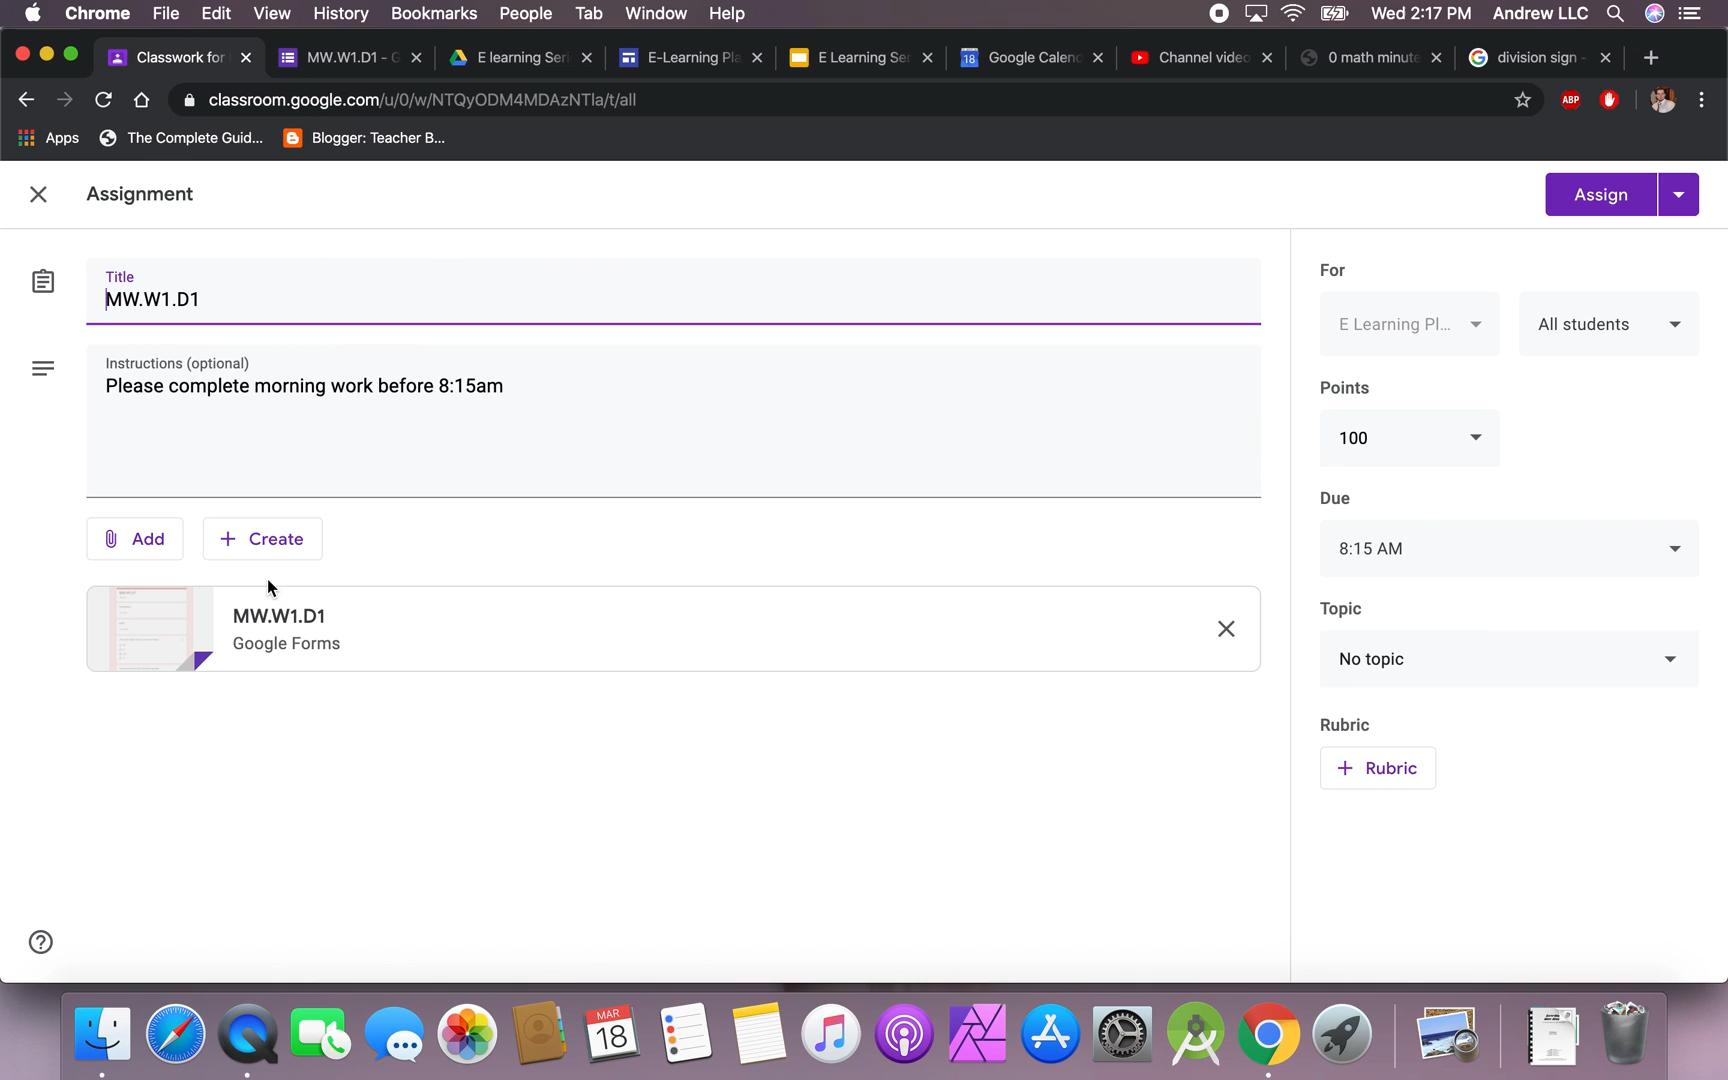 Chrome File Edit View History Bookmarks People Tab Window Help Wed 2:17 PM Andrew LLC
Classwork for MW.W1.D1 - G E learning Seri E-Learning Pla E Learning Ser 18 Google Calen Channel video 0 math minute G division sign -
classroom.google.com/u/0/w/NTQyODM4MDAzNTIa/t/all ABP
Apps The Complete Guid... Blogger: Teacher B...
Assignment Assign
Title
MW.W1.D1
Instructions (optional)
Please complete morning work before 8:15am
Add + Create
MW.W1.D1
Google Forms
For
E Learning Pl... All students
Points
100
Due
8:15 AM
Topic
No topic
Rubric
+ Rubric
MAR
18